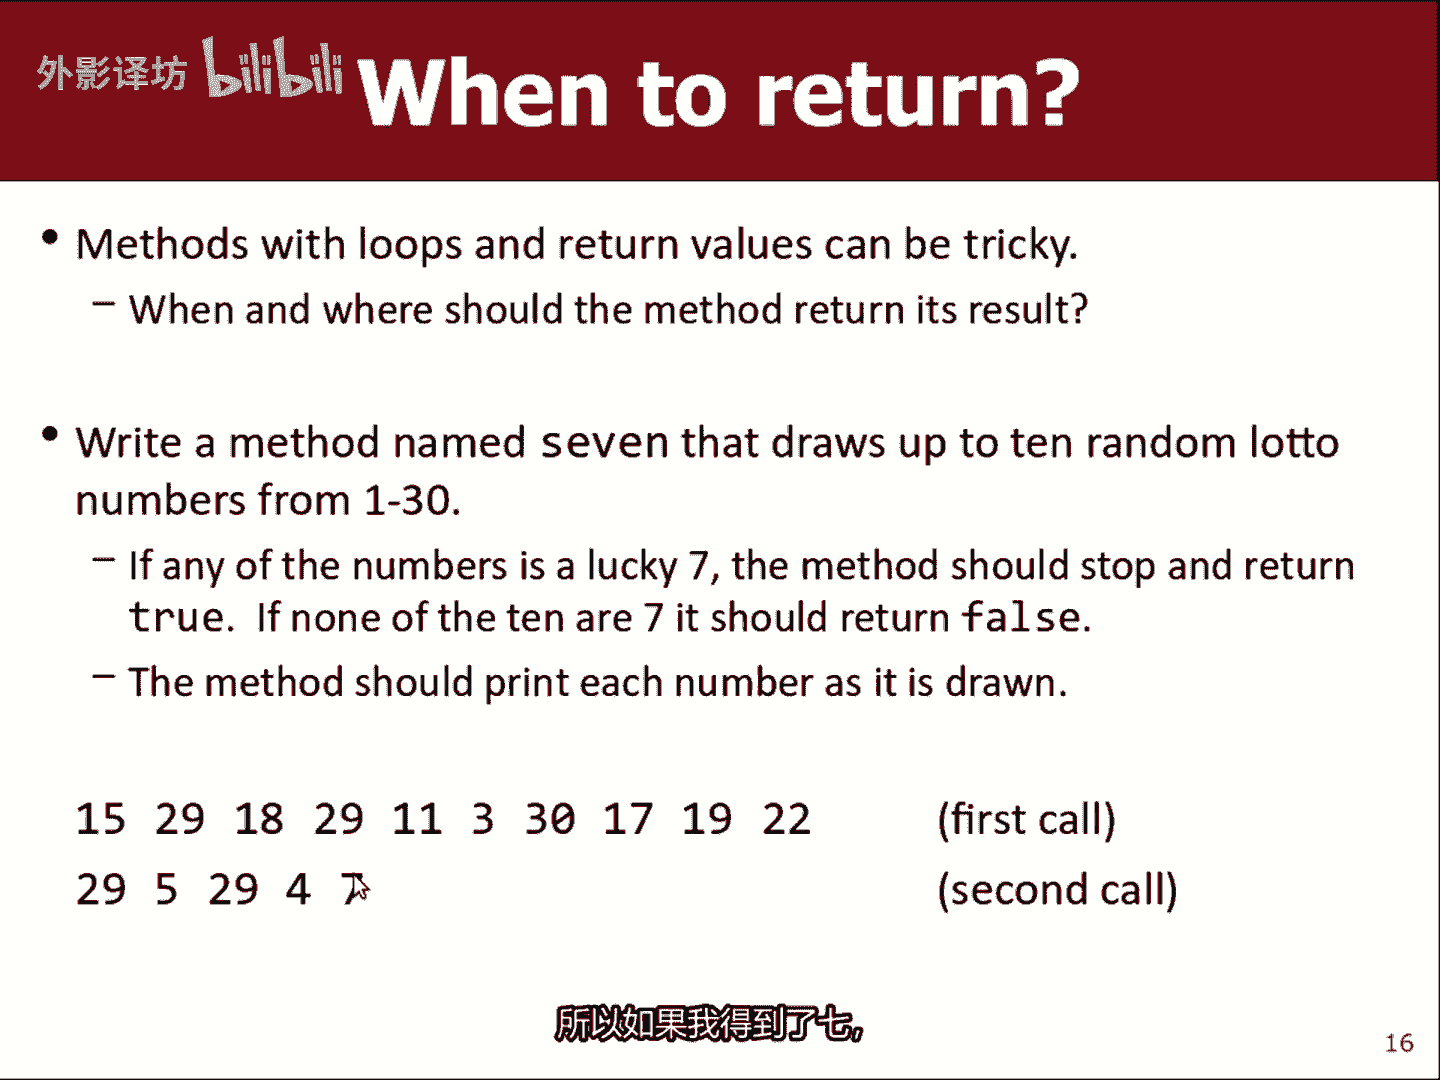 外影译坊 bilibili
When to return?
• Methods with loops and return values can be tricky.
– When and where should the method return its result?
• Write a method named seven that draws up to ten random lotto
numbers from 1-30.
– If any of the numbers is a lucky 7, the method should stop and return
true. If none of the ten are 7 it should return false.
– The method should print each number as it is drawn.
15 29 18 29 11 3 30 17 19 22 (first call)
29 5 29 4 7 (second call)
所以如果我得到了七,
16